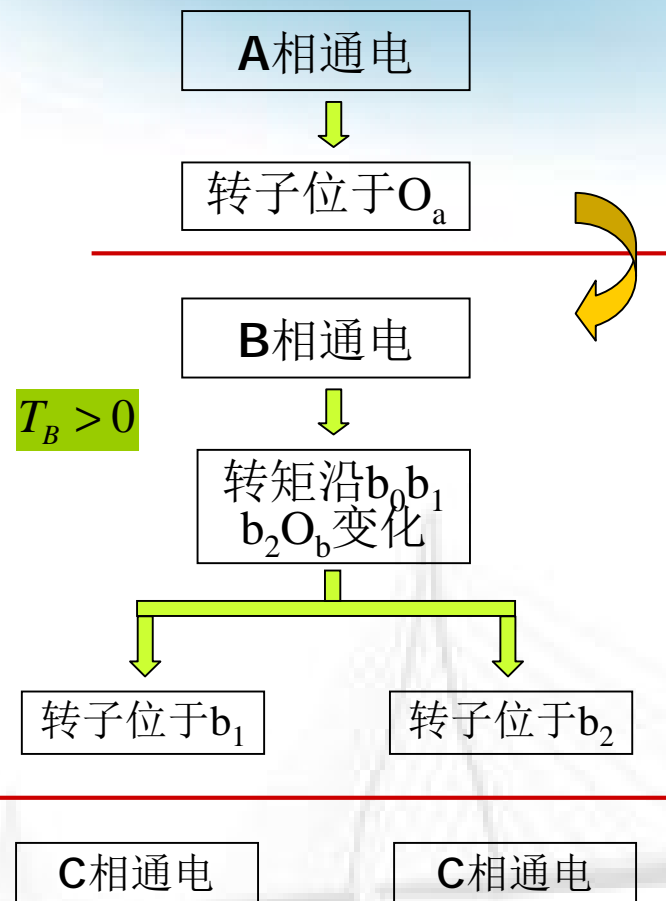 A相通电
转子位于Oₐ
B相通电
T_B > 0
转矩沿b₀b₁
b₂O_b变化
转子位于b₁
转子位于b₂
C相通电
C相通电